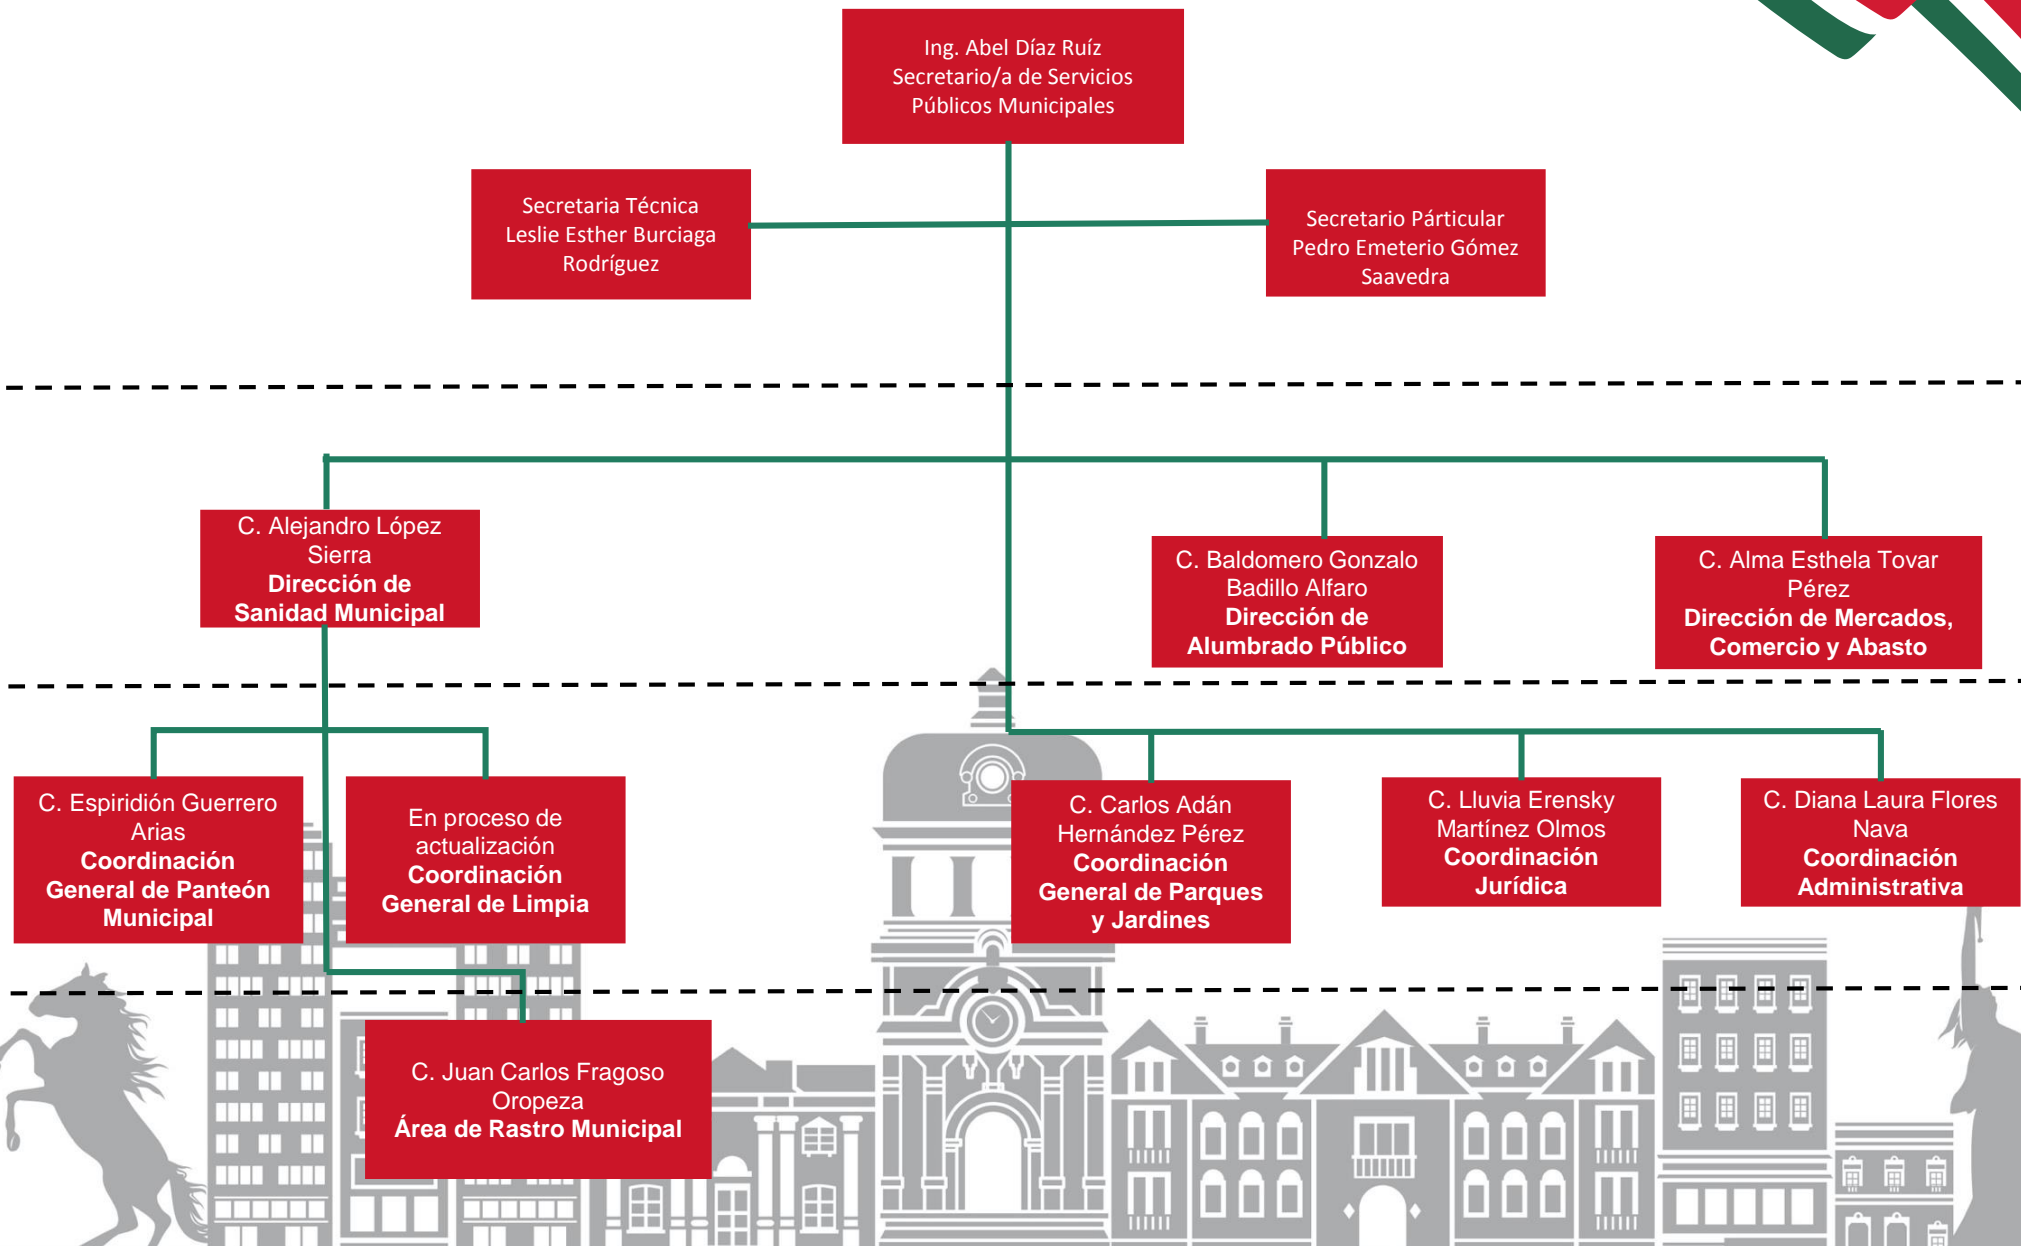 Ing. Abel Díaz Ruíz
Secretario/a de Servicios
Públicos Municipales
Secretaria Técnica
Leslie Esther Burciaga
Rodríguez
Secretario Párticular
Pedro Emeterio Gómez
Saavedra
C. Alejandro López
Sierra
Dirección de
Sanidad Municipal
C. Baldomero Gonzalo
Badillo Alfaro
Dirección de
Alumbrado Público
C. Alma Esthela Tovar
Pérez
Dirección de Mercados,
Comercio y Abasto
C. Espiridión Guerrero
Arias
Coordinación
General de Panteón
Municipal
En proceso de
actualización
Coordinación
General de Limpia
C. Carlos Adán
Hernández Pérez
Coordinación
General de Parques
y Jardines
C. Lluvia Erensky
Martínez Olmos
Coordinación
Jurídica
C. Diana Laura Flores
Nava
Coordinación
Administrativa
C. Juan Carlos Fragoso
Oropeza
Área de Rastro Municipal